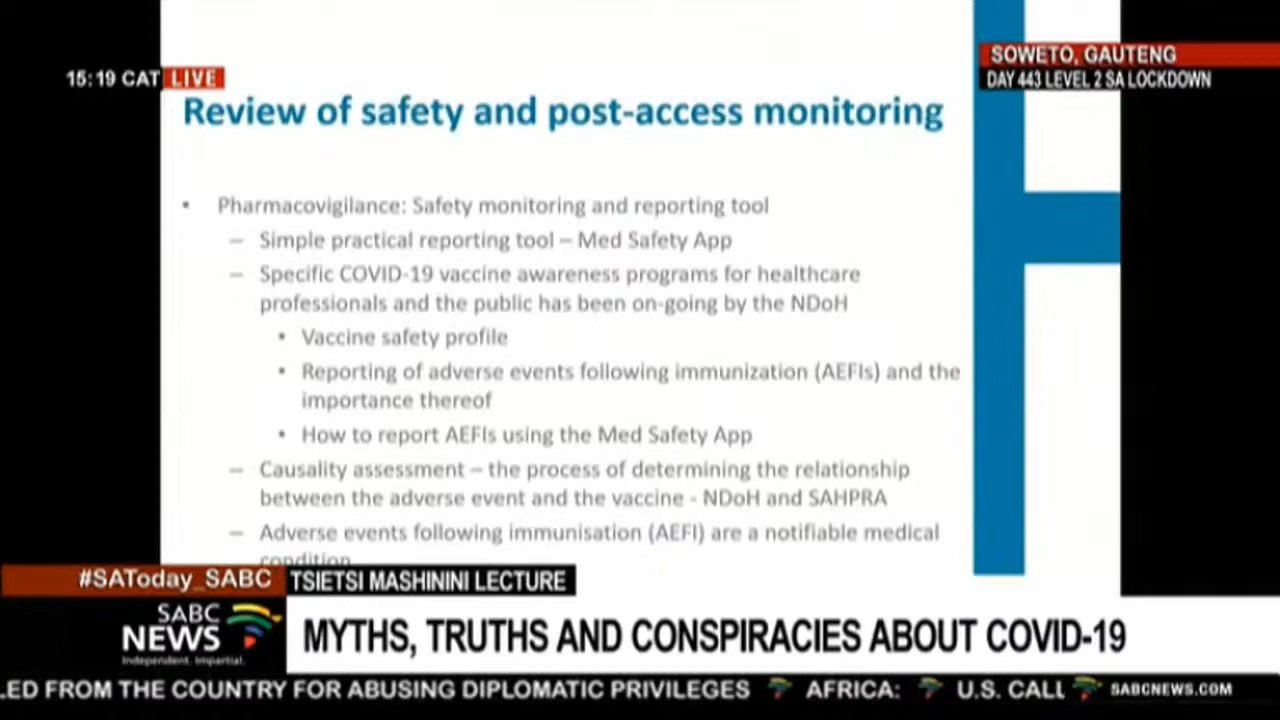 15:19 CAT LIVE
SOWETO, GAUTENG
DAY 443 LEVEL 2 SA LOCKDOWN
Review of safety and post-access monitoring
• Pharmacovigilance: Safety monitoring and reporting tool
– Simple practical reporting tool – Med Safety App
– Specific COVID-19 vaccine awareness programs for healthcare
professionals and the public has been on-going by the NDoH
• Vaccine safety profile
• Reporting of adverse events following immunization (AEFIs) and the
importance thereof
• How to report AEFIs using the Med Safety App
– Causality assessment – the process of determining the relationship
between the adverse event and the vaccine - NDoH and SAHPRA
– Adverse events following immunisation (AEFI) are a notifiable medical
condition
#SAToday_SABC TSIETSI MASHININI LECTURE
SABC
NEWS
Independent. Impartial.
MYTHS, TRUTHS AND CONSPIRACIES ABOUT COVID-19
.ED FROM THE COUNTRY FOR ABUSING DIPLOMATIC PRIVILEGES AFRICA: U.S. CALL SABCNEWS.COM